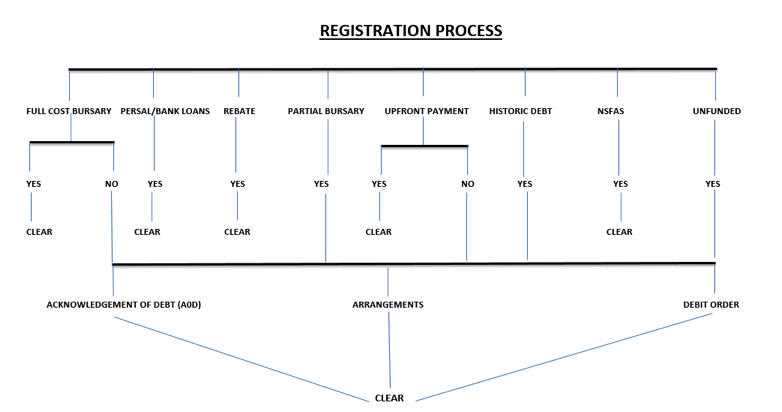 REGISTRATION PROCESS
FULL COST BURSARY PERSAL/BANK LOANS REBATE PARTIAL BURSARY UPFRONT PAYMENT HISTORIC DEBT NSFAS UNFUNDED
YES NO YES YES YES YES NO YES YES YES
CLEAR CLEAR CLEAR CLEAR CLEAR
ACKNOWLEDGEMENT OF DEBT (A0D) ARRANGEMENTS DEBIT ORDER
CLEAR